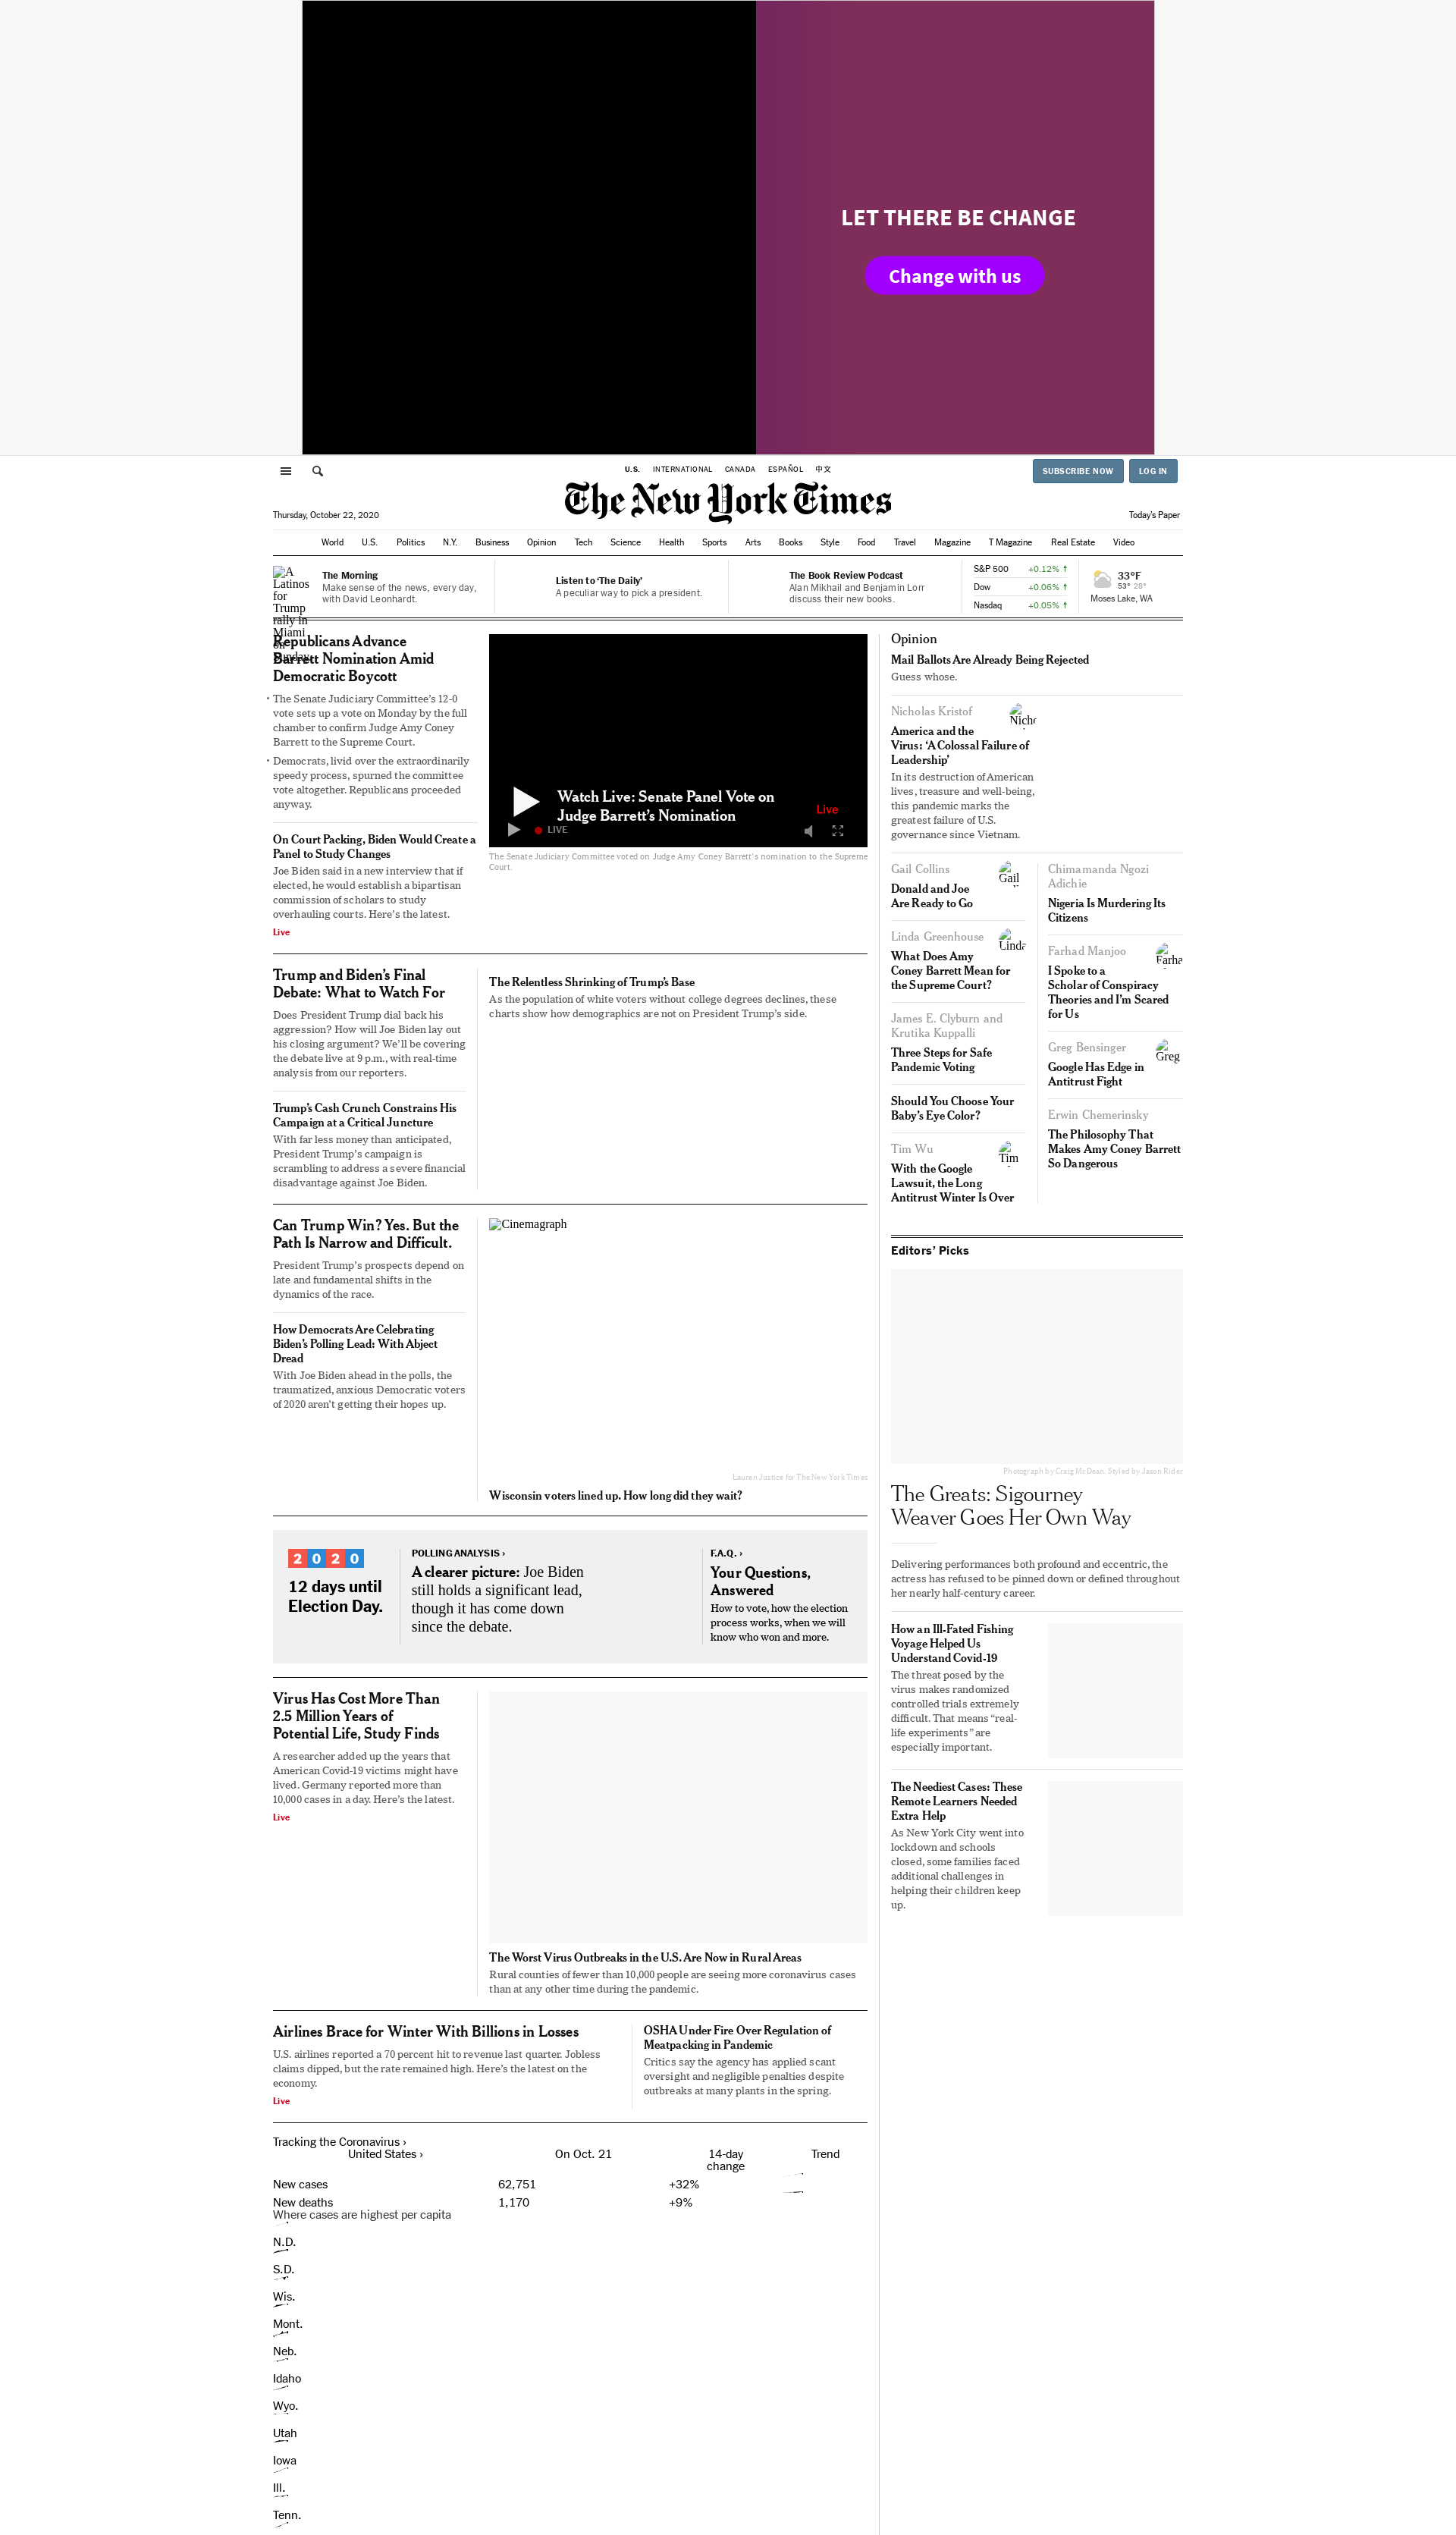 LET THERE BE CHANGE
Change with us
U.S. INTERNATIONAL CANADA ESPAÑOL 中文
SUBSCRIBE NOW LOG IN
The New York Times
Thursday, October 22, 2020
Today's Paper
World U.S. Politics N.Y. Business Opinion Tech Science Health Sports Arts Books Style Food Travel Magazine T Magazine Real Estate Video
A
Latinos
for
Trump
rally in
Miami
on
Sunday.
The Morning
Make sense of the news, every day,
with David Leonhardt.
Listen to ‘The Daily’
A peculiar way to pick a president.
The Book Review Podcast
Alan Mikhail and Benjamin Lorr
discuss their new books.
S&P 500 +0.12% ↑
Dow +0.06% ↑
Nasdaq +0.05% ↑
33°F
53° 28°
Moses Lake, WA
Republicans Advance
Barrett Nomination Amid
Democratic Boycott
• The Senate Judiciary Committee’s 12-0
vote sets up a vote on Monday by the full
chamber to confirm Judge Amy Coney
Barrett to the Supreme Court.
• Democrats, livid over the extraordinarily
speedy process, spurned the committee
vote altogether. Republicans proceeded
anyway.
On Court Packing, Biden Would Create a
Panel to Study Changes
Joe Biden said in a new interview that if
elected, he would establish a bipartisan
commission of scholars to study
overhauling courts. Here’s the latest.
Live
Watch Live: Senate Panel Vote on
Judge Barrett’s Nomination
Live
LIVE
The Senate Judiciary Committee voted on Judge Amy Coney Barrett’s nomination to the Supreme
Court.
Trump and Biden’s Final
Debate: What to Watch For
Does President Trump dial back his
aggression? How will Joe Biden lay out
his closing argument? We’ll be covering
the debate live at 9 p.m., with real-time
analysis from our reporters.
Trump’s Cash Crunch Constrains His
Campaign at a Critical Juncture
With far less money than anticipated,
President Trump’s campaign is
scrambling to address a severe financial
disadvantage against Joe Biden.
The Relentless Shrinking of Trump’s Base
As the population of white voters without college degrees declines, these
charts show how demographics are not on President Trump’s side.
Can Trump Win? Yes. But the
Path Is Narrow and Difficult.
President Trump’s prospects depend on
late and fundamental shifts in the
dynamics of the race.
How Democrats Are Celebrating
Biden’s Polling Lead: With Abject
Dread
With Joe Biden ahead in the polls, the
traumatized, anxious Democratic voters
of 2020 aren’t getting their hopes up.
Cinemagraph
Lauren Justice for The New York Times
Wisconsin voters lined up. How long did they wait?
2020
12 days until
Election Day.
POLLING ANALYSIS ›
A clearer picture: Joe Biden
still holds a significant lead,
though it has come down
since the debate.
F.A.Q. ›
Your Questions,
Answered
How to vote, how the election
process works, when we will
know who won and more.
Virus Has Cost More Than
2.5 Million Years of
Potential Life, Study Finds
A researcher added up the years that
American Covid-19 victims might have
lived. Germany reported more than
10,000 cases in a day. Here’s the latest.
Live
The Worst Virus Outbreaks in the U.S. Are Now in Rural Areas
Rural counties of fewer than 10,000 people are seeing more coronavirus cases
than at any other time during the pandemic.
Airlines Brace for Winter With Billions in Losses
U.S. airlines reported a 70 percent hit to revenue last quarter. Jobless
claims dipped, but the rate remained high. Here’s the latest on the
economy.
Live
OSHA Under Fire Over Regulation of
Meatpacking in Pandemic
Critics say the agency has applied scant
oversight and negligible penalties despite
outbreaks at many plants in the spring.
Tracking the Coronavirus ›
United States › On Oct. 21 14-day
change Trend
New cases 62,751 +32%
New deaths 1,170 +9%
Where cases are highest per capita
N.D.
S.D.
Wis.
Mont.
Neb.
Idaho
Wyo.
Utah
Iowa
Ill.
Tenn.
Opinion
Mail Ballots Are Already Being Rejected
Guess whose.
Nicholas Kristof
America and the
Virus: ‘A Colossal Failure of
Leadership’
In its destruction of American
lives, treasure and well-being,
this pandemic marks the
greatest failure of U.S.
governance since Vietnam.
Gail Collins
Gail
Donald and Joe
Are Ready to Go
Linda Greenhouse
Linda
What Does Amy
Coney Barrett Mean for
the Supreme Court?
James E. Clyburn and
Krutika Kuppalli
Three Steps for Safe
Pandemic Voting
Should You Choose Your
Baby’s Eye Color?
Tim Wu
Tim
With the Google
Lawsuit, the Long
Antitrust Winter Is Over
Chimamanda Ngozi
Adichie
Nigeria Is Murdering Its
Citizens
Farhad Manjoo
I Spoke to a
Scholar of Conspiracy
Theories and I’m Scared
for Us
Greg Bensinger
Greg
Google Has Edge in
Antitrust Fight
Erwin Chemerinsky
The Philosophy That
Makes Amy Coney Barrett
So Dangerous
Editors’ Picks
Photograph by Craig McDean. Styled by Jason Rider
The Greats: Sigourney
Weaver Goes Her Own Way
Delivering performances both profound and eccentric, the
actress has refused to be pinned down or defined throughout
her nearly half-century career.
How an Ill-Fated Fishing
Voyage Helped Us
Understand Covid-19
The threat posed by the
virus makes randomized
controlled trials extremely
difficult. That means “real-
life experiments” are
especially important.
The Neediest Cases: These
Remote Learners Needed
Extra Help
As New York City went into
lockdown and schools
closed, some families faced
additional challenges in
helping their children keep
up.